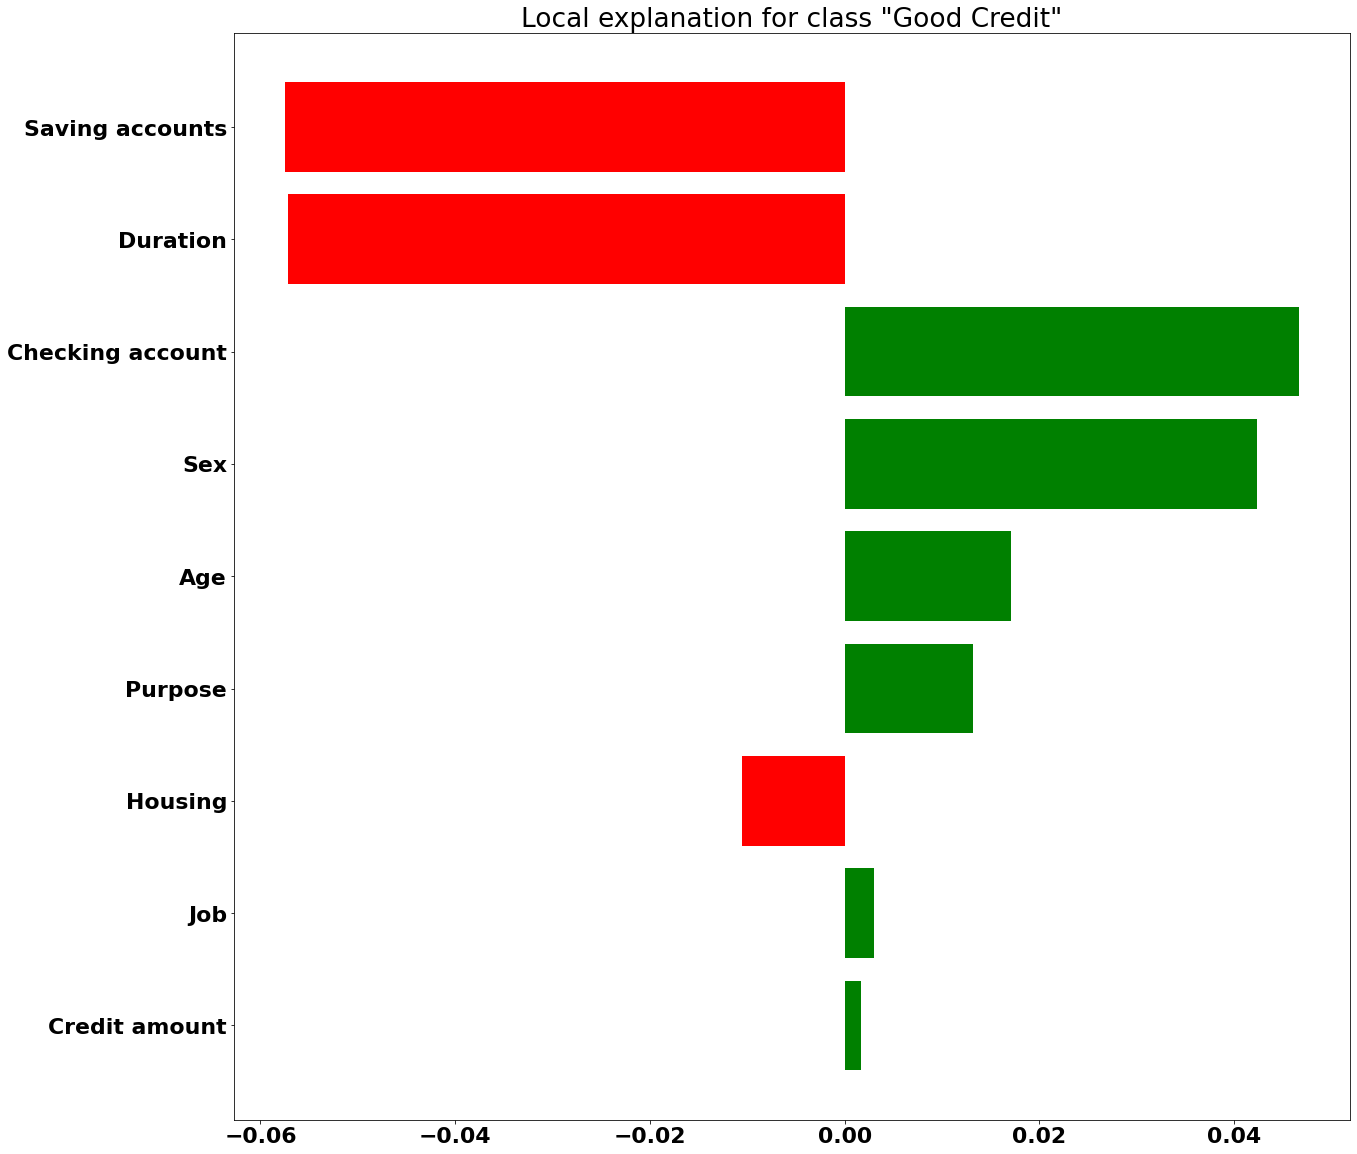 Local explanation for class "Good Credit"
Saving accounts
Duration
Checking account
Sex
Age
Purpose
Housing
Job
Credit amount
−0.06 −0.04 −0.02 0.00 0.02 0.04